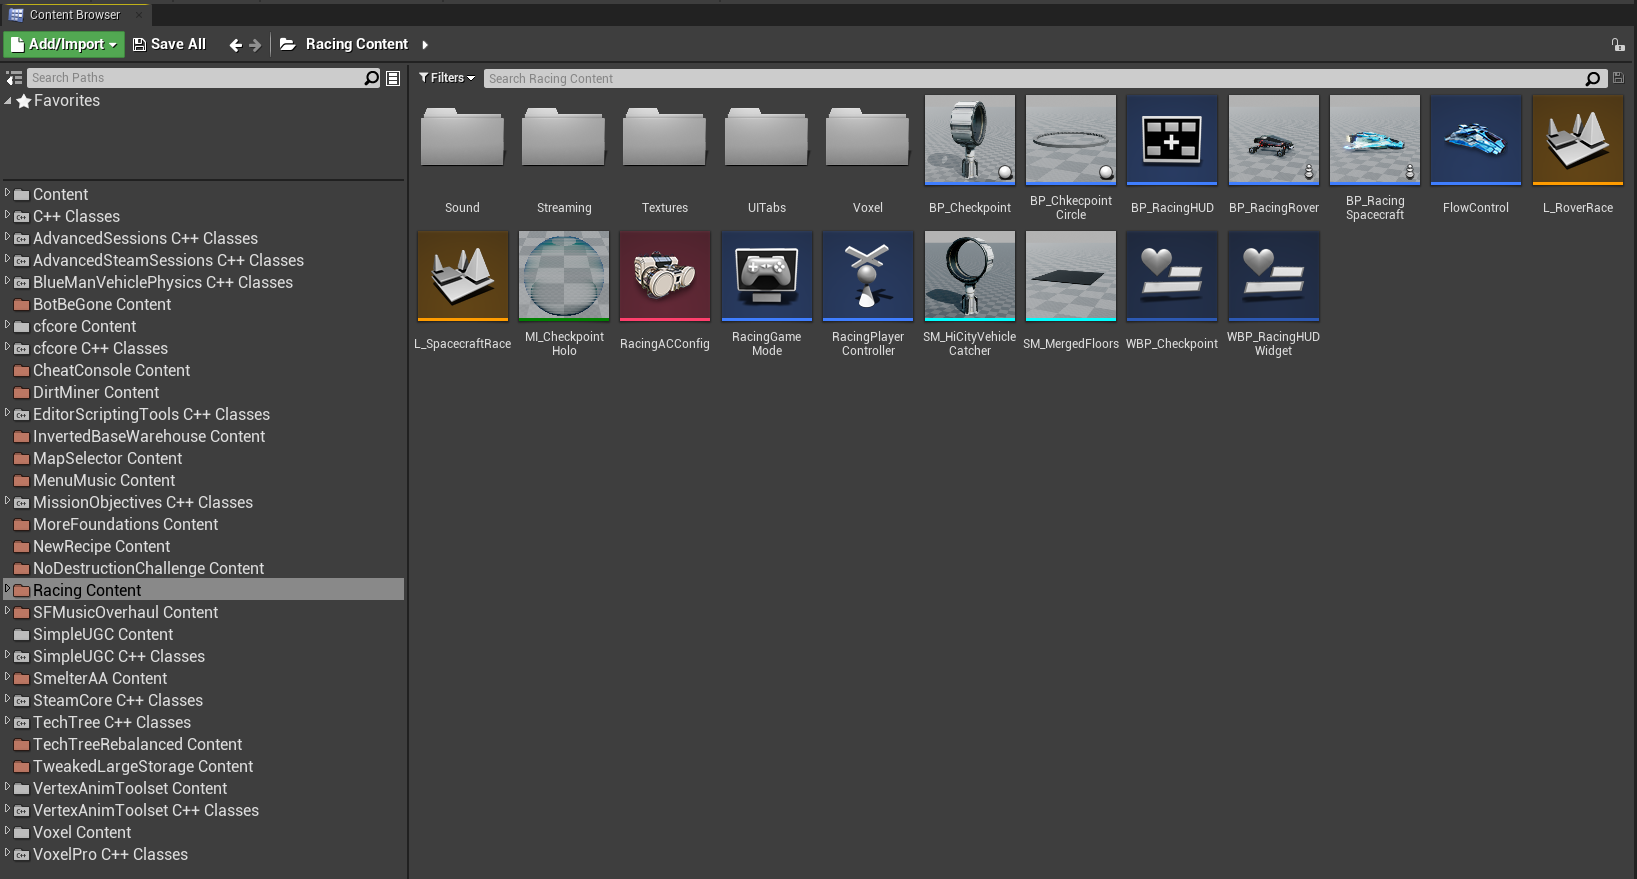 Content Browser
Add/Import
Save All
Racing Content
Search Paths
Filters
Search Racing Content
Favorites
Content
C++ Classes
AdvancedSessions C++ Classes
AdvancedSteamSessions C++ Classes
BlueManVehiclePhysics C++ Classes
BotBeGone Content
cfcore Content
cfcore C++ Classes
CheatConsole Content
DirtMiner Content
EditorScriptingTools C++ Classes
InvertedBaseWarehouse Content
MapSelector Content
MenuMusic Content
MissionObjectives C++ Classes
MoreFoundations Content
NewRecipe Content
NoDestructionChallenge Content
Racing Content
SFMusicOverhaul Content
SimpleUGC Content
SimpleUGC C++ Classes
SmelterAA Content
SteamCore C++ Classes
TechTree C++ Classes
TechTreeRebalanced Content
TweakedLargeStorage Content
VertexAnimToolset Content
VertexAnimToolset C++ Classes
Voxel Content
VoxelPro C++ Classes
Sound
Streaming
Textures
UITabs
Voxel
BP_Checkpoint
BP_Chkecpoint
Circle
BP_RacingHUD
BP_RacingRover
BP_Racing
Spacecraft
FlowControl
L_RoverRace
L_SpacecraftRace
MI_Checkpoint
Holo
RacingACConfig
RacingGame
Mode
RacingPlayer
Controller
SM_HiCityVehicle
Catcher
SM_MergedFloors
WBP_Checkpoint
WBP_RacingHUD
Widget